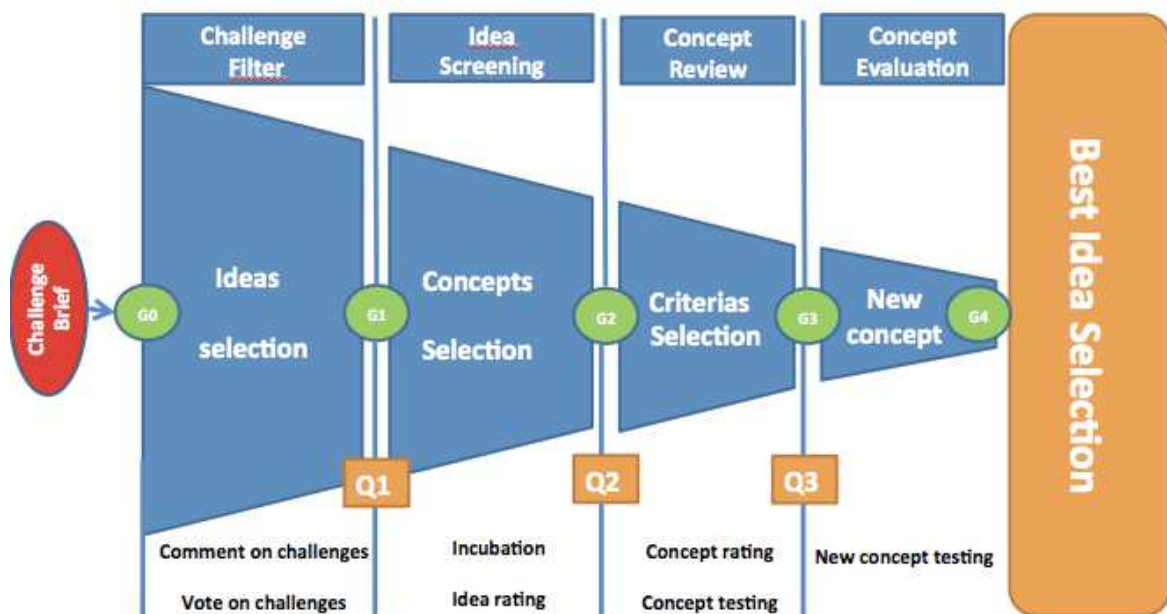 Challenge
Filter
Idea
Screening
Concept
Review
Concept
Evaluation
Challenge
Brief
G0
Ideas
selection
G1
Concepts
Selection
G2
Criterias
Selection
G3
New
concept
G4
Best Idea Selection
Q1
Q2
Q3
Comment on challenges
Vote on challenges
Incubation
Idea rating
Concept rating
Concept testing
New concept testing